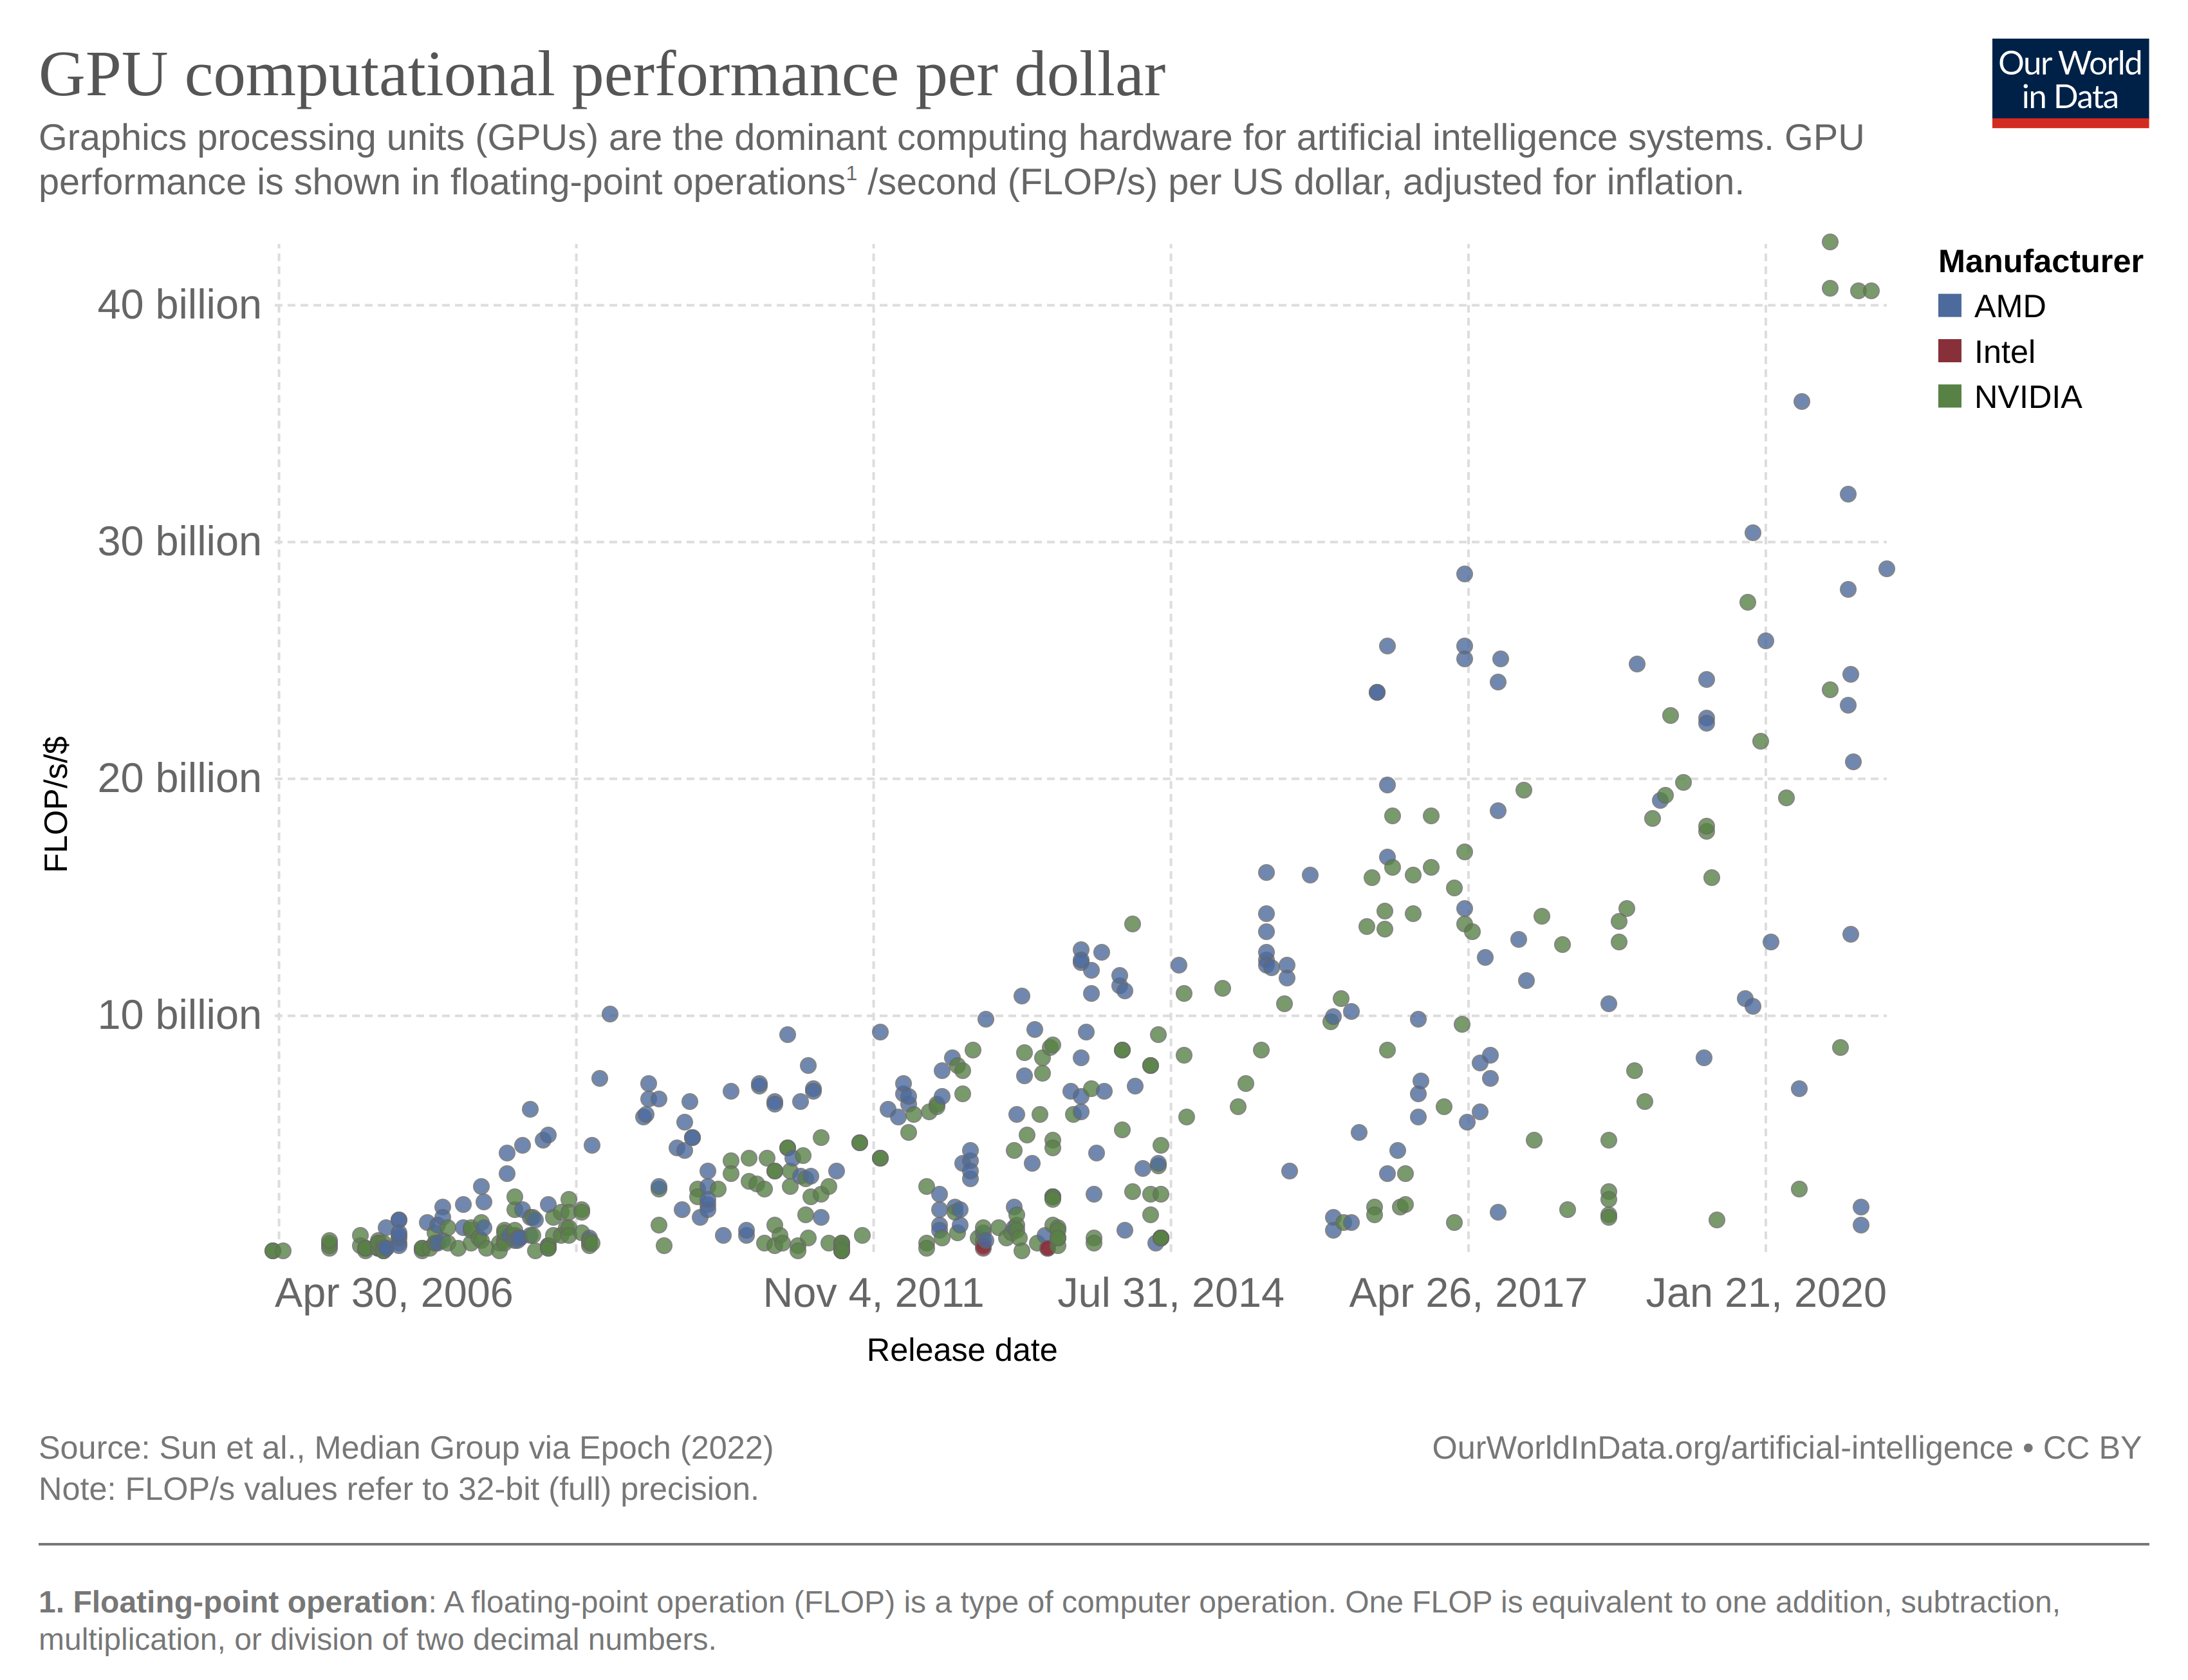 GPU computational performance per dollar
Our World
in Data
Graphics processing units (GPUs) are the dominant computing hardware for artificial intelligence systems. GPU
performance is shown in floating-point operations¹ /second (FLOP/s) per US dollar, adjusted for inflation.
Manufacturer
AMD
Intel
NVIDIA
40 billion
30 billion
20 billion
10 billion
FLOP/s/$
Apr 30, 2006
Nov 4, 2011
Jul 31, 2014
Apr 26, 2017
Jan 21, 2020
Release date
Source: Sun et al., Median Group via Epoch (2022)
OurWorldInData.org/artificial-intelligence • CC BY
Note: FLOP/s values refer to 32-bit (full) precision.
1. Floating-point operation: A floating-point operation (FLOP) is a type of computer operation. One FLOP is equivalent to one addition, subtraction,
multiplication, or division of two decimal numbers.